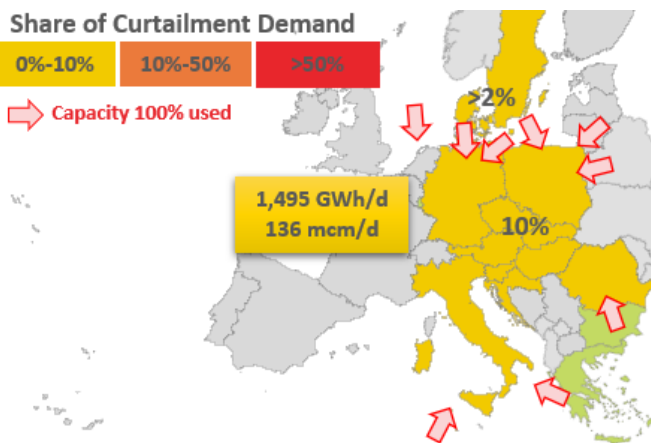 Share of Curtailment Demand
0%-10% 10%-50% >50%
Capacity 100% used
>2%
1,495 GWh/d
136 mcm/d
10%